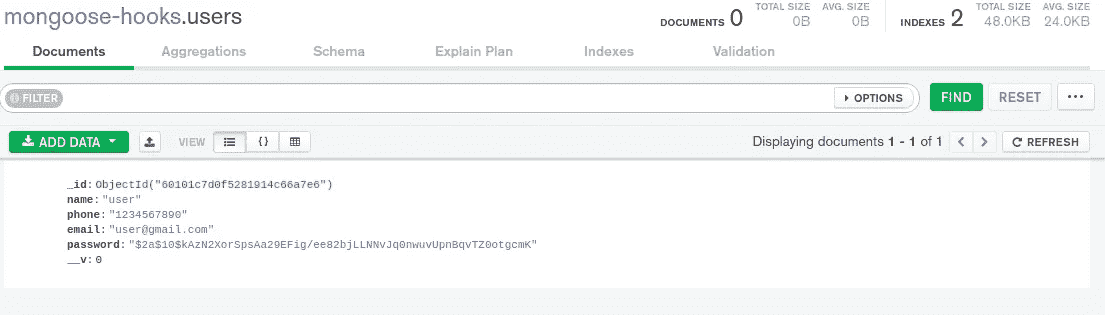 mongoose-hooks.users
DOCUMENTS 0 TOTAL SIZE 0B AVG. SIZE 0B INDEXES 2 TOTAL SIZE 48.0KB AVG. SIZE 24.0KB
Documents Aggregations Schema Explain Plan Indexes Validation
FILTER OPTIONS FIND RESET ...
ADD DATA VIEW {} Displaying documents 1 - 1 of 1 REFRESH
_id: ObjectId("60101c7d0f5281914c66a7e6")
name: "user"
phone: "1234567890"
email: "user@gmail.com"
password: "$2a$10$kAzN2XorSpsAa29EFig/ee82bjLLNNvJq0nwuvUpnBqvTZ0otgcmK"
__v: 0